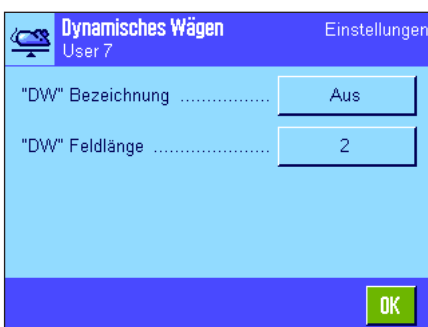 Dynamisches Wägen Einstellungen
User 7
"DW" Bezeichnung ................. Aus
"DW" Feldlänge ...................... 2
OK